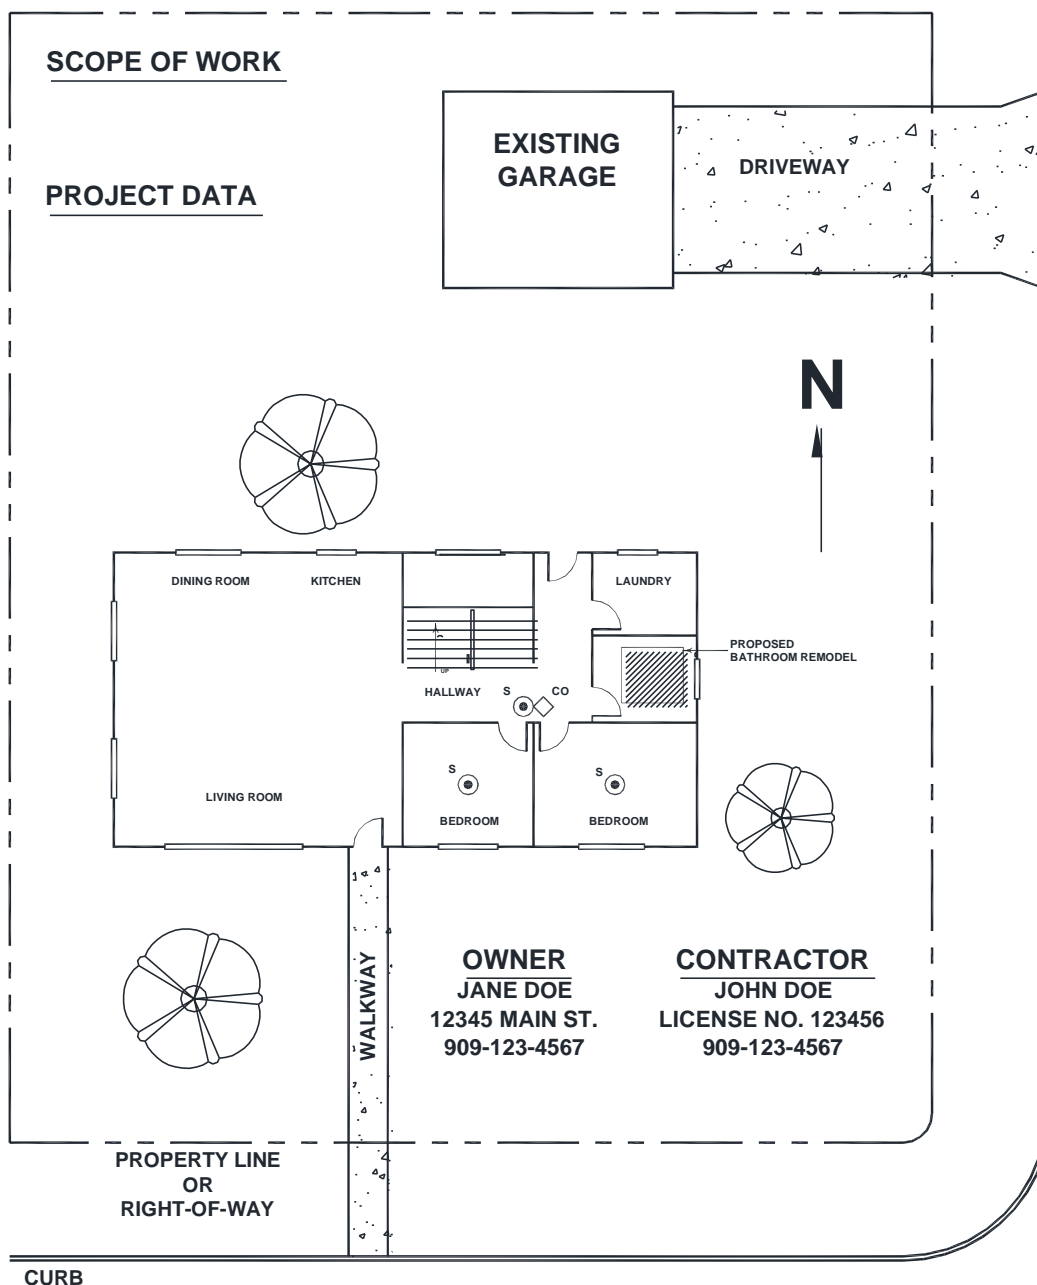 SCOPE OF WORK
EXISTING
GARAGE
DRIVEWAY
PROJECT DATA
N
DINING ROOM
KITCHEN
LAUNDRY
PROPOSED
BATHROOM REMODEL
UP
HALLWAY
S
CO
S
S
LIVING ROOM
BEDROOM
BEDROOM
WALKWAY
OWNER
JANE DOE
12345 MAIN ST.
909-123-4567
CONTRACTOR
JOHN DOE
LICENSE NO. 123456
909-123-4567
PROPERTY LINE
OR
RIGHT-OF-WAY
CURB